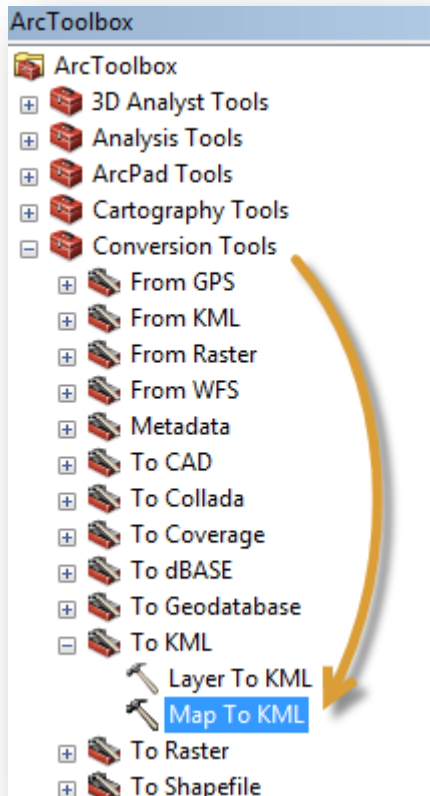 ArcToolbox
ArcToolbox
3D Analyst Tools
Analysis Tools
ArcPad Tools
Cartography Tools
Conversion Tools
From GPS
From KML
From Raster
From WFS
Metadata
To CAD
To Collada
To Coverage
To dBASE
To Geodatabase
To KML
Layer To KML
Map To KML
To Raster
To Shapefile